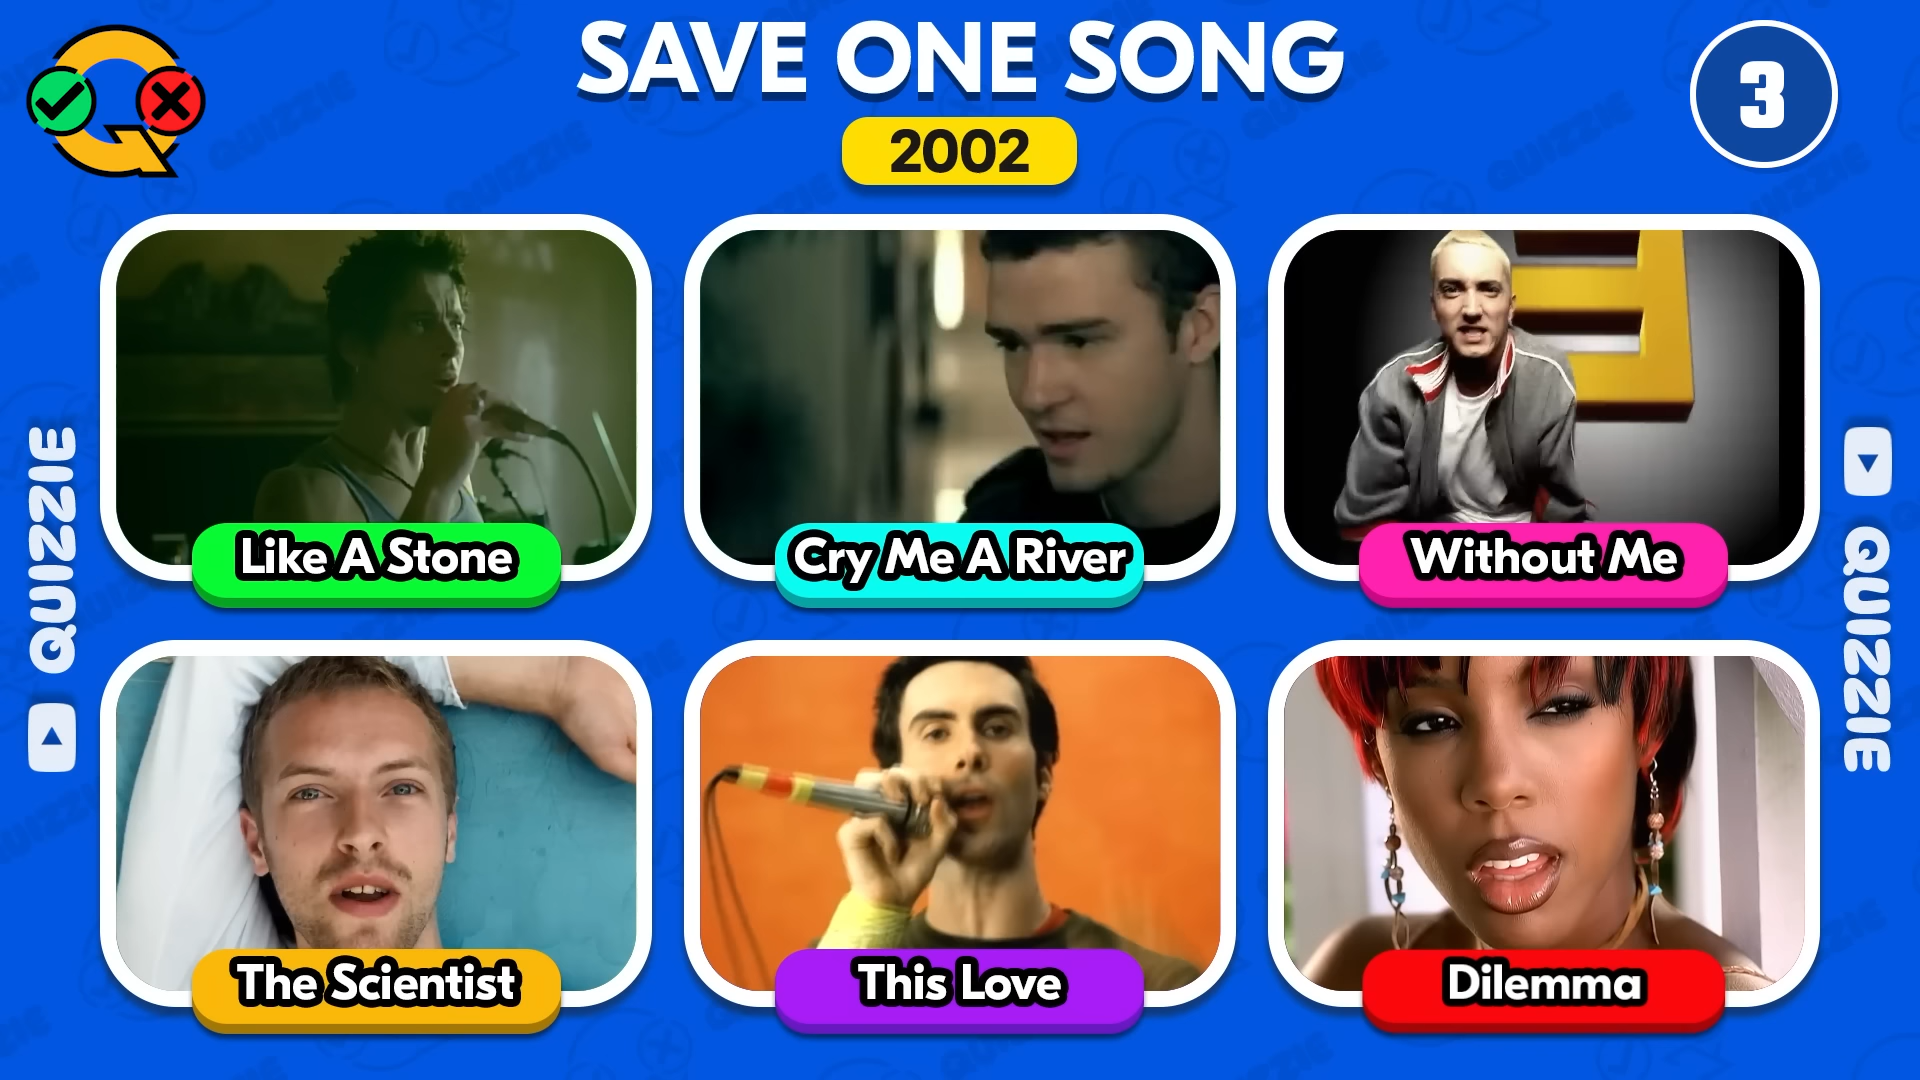 SAVE ONE SONG
2002
3
Like A Stone
Cry Me A River
Without Me
The Scientist
This Love
Dilemma
QUIZZIE
QUIZZIE